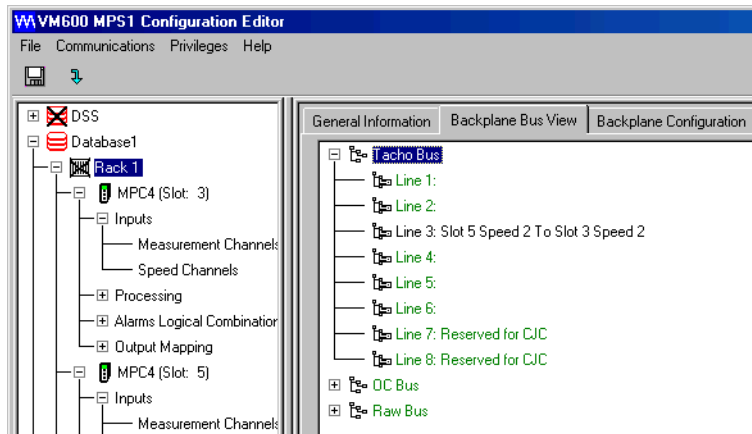 VM600 MPS1 Configuration Editor
File Communications Privileges Help
DSS
Database1
Rack 1
MPC4 (Slot: 3)
Inputs
Measurement Channels
Speed Channels
Processing
Alarms Logical Combination
Output Mapping
MPC4 (Slot: 5)
Inputs
Measurement Channels
General Information Backplane Bus View Backplane Configuration
Tacho Bus
Line 1:
Line 2:
Line 3: Slot 5 Speed 2 To Slot 3 Speed 2
Line 4:
Line 5:
Line 6:
Line 7: Reserved for CJC
Line 8: Reserved for CJC
OC Bus
Raw Bus